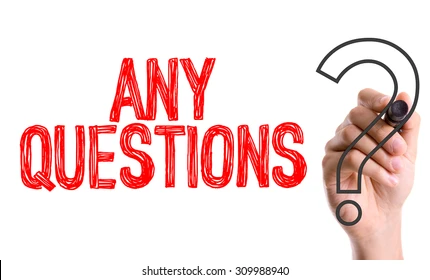 ANY
QUESTIONS
?
shutterstock.com · 309988940